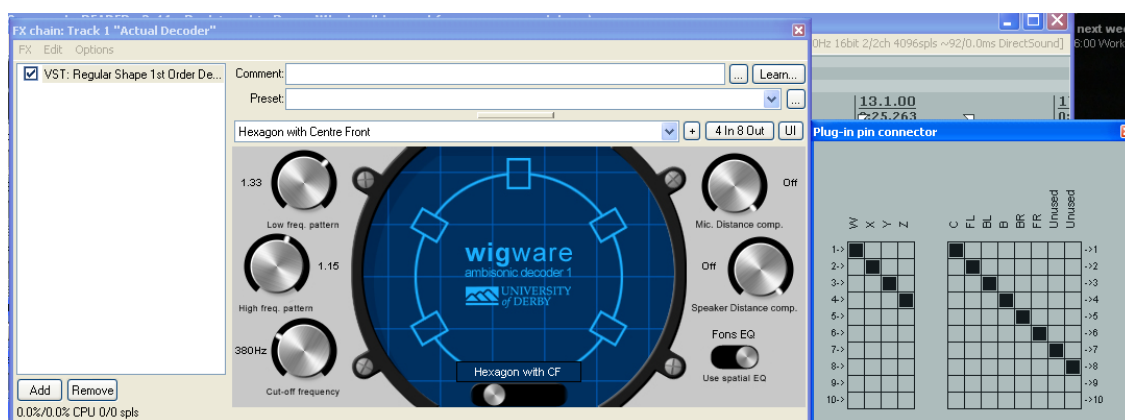 FX chain: Track 1 "Actual Decoder"
FX Edit Options
VST: Regular Shape 1st Order De...
Comment:
... Learn...
Preset:
...
Hexagon with Centre Front
+ 4 In 8 Out UI
1.33
Low freq. pattern
1.15
High freq. pattern
380Hz
Cut-off frequency
wigware
ambisonic decoder 1
UNIVERSITY
of DERBY
Hexagon with CF
Off
Mic. Distance comp.
Off
Speaker Distance comp.
Fons EQ
Use spatial EQ
Add Remove
0.0%/0.0% CPU 0/0 spls
0Hz 16bit 2/2ch 4096spls ~92/0.0ms DirectSound]
next wee
6:00 Work
13.1.00
Plug-in pin connector
W X Y Z
C FL BL B BR FR Unused Unused
1-> ->1
2-> ->2
3-> ->3
4-> ->4
5-> ->5
6-> ->6
7-> ->7
8-> ->8
9-> ->9
10-> ->10